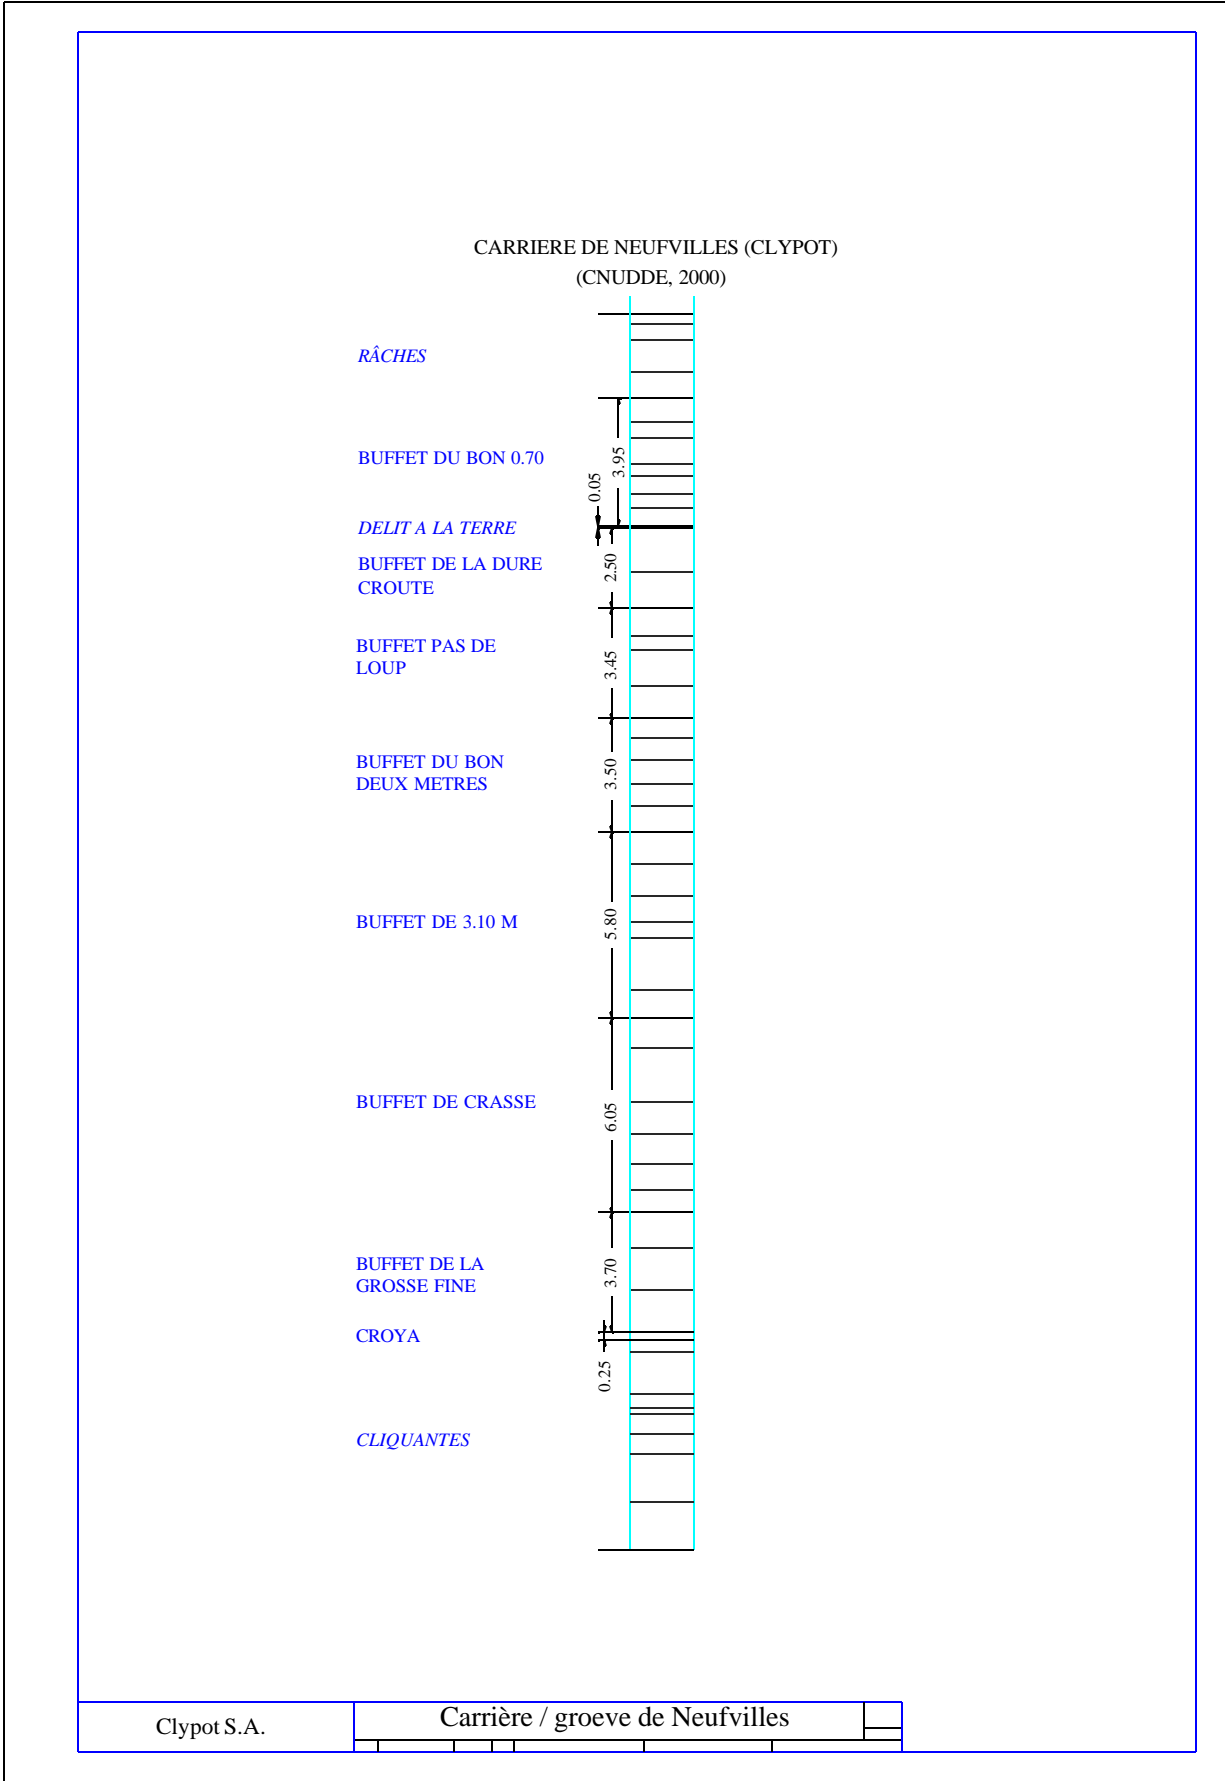 CARRIERE DE NEUFVILLES (CLYPOT)
(CNUDDE, 2000)
RÂCHES
BUFFET DU BON 0.70
3.95
0.05
DELIT A LA TERRE
BUFFET DE LA DURE
CROUTE
2.50
BUFFET PAS DE
LOUP
3.45
BUFFET DU BON
DEUX METRES
3.50
BUFFET DE 3.10 M
5.80
BUFFET DE CRASSE
6.05
BUFFET DE LA
GROSSE FINE
3.70
CROYA
0.25
CLIQUANTES
Clypot S.A.
Carrière / groeve de Neufvilles